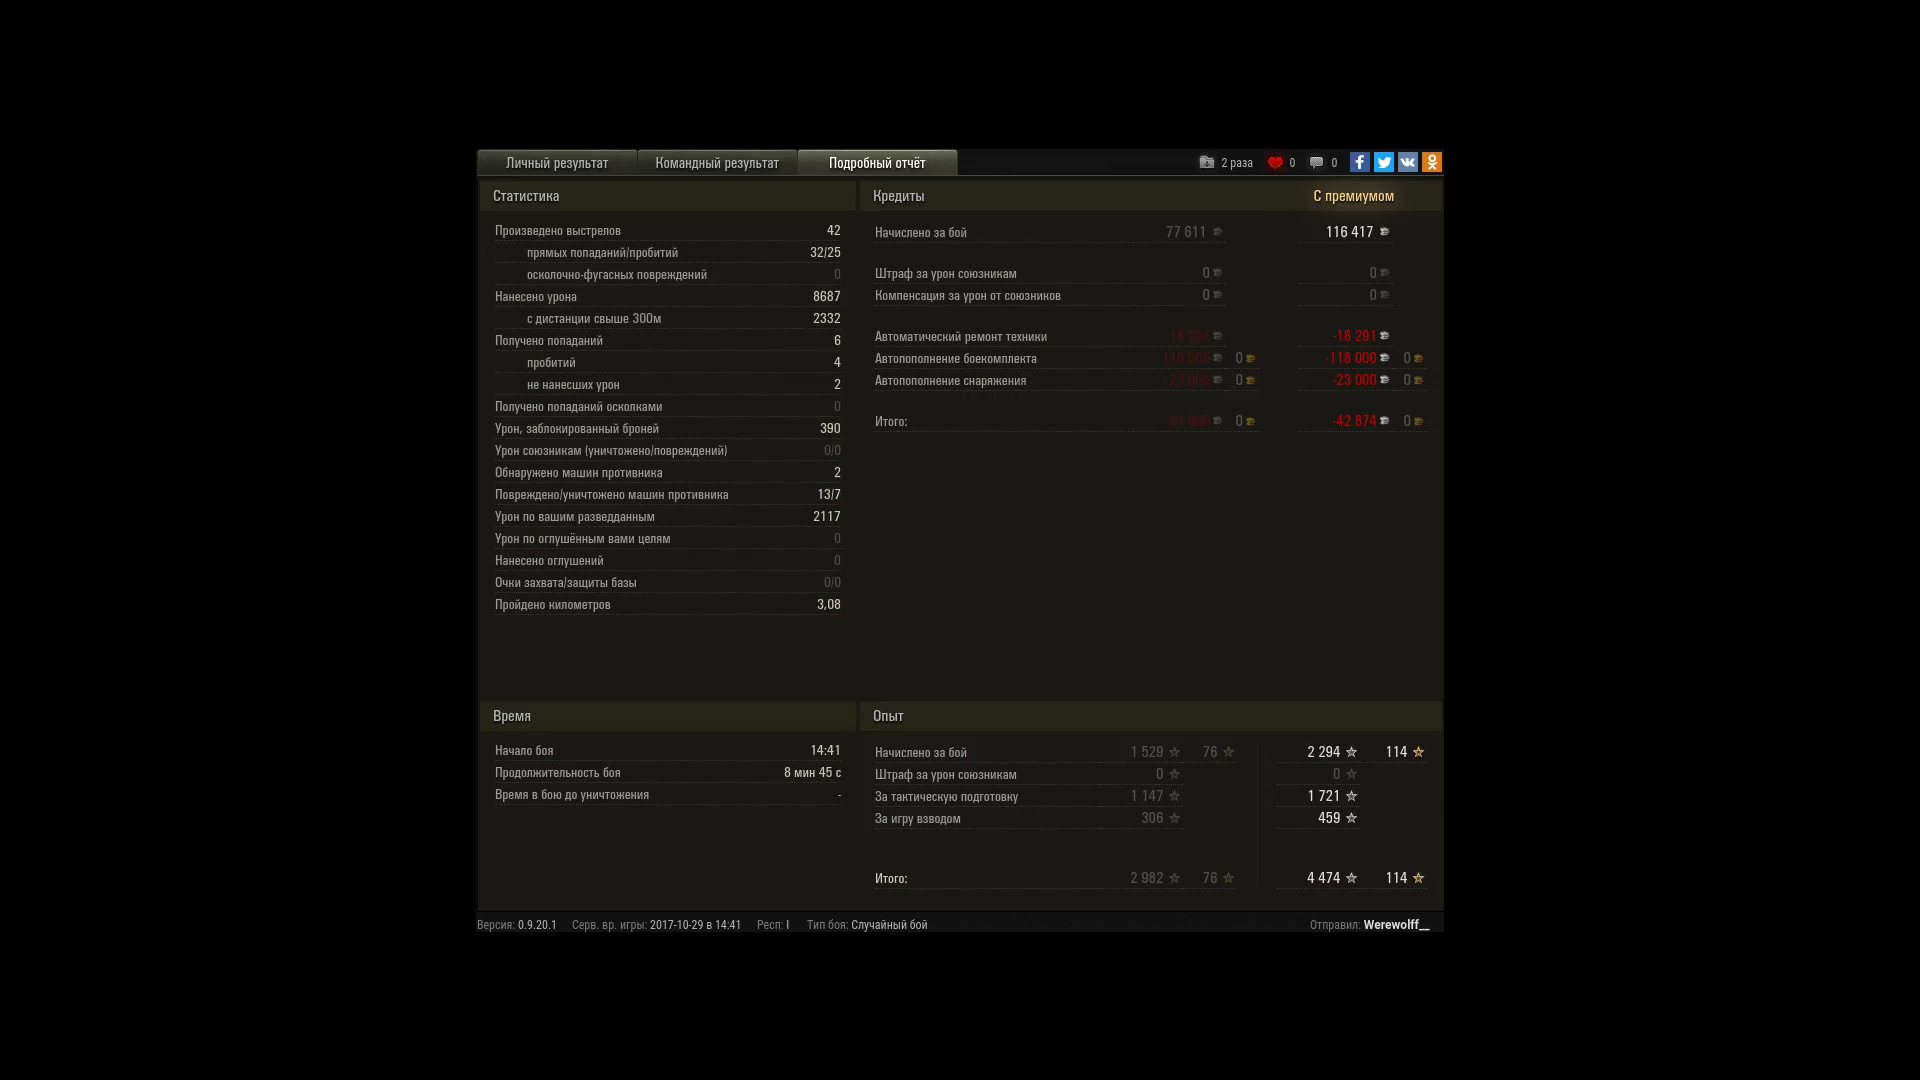 Личный результат Командный результат Подробный отчёт 2 раза 0 0
Статистика
Произведено выстрелов 42
прямых попаданий/пробитий 32/25
осколочно-фугасных повреждений 0
Нанесено урона 8687
с дистанции свыше 300м 2332
Получено попаданий 6
пробитий 4
не нанесших урон 2
Получено попаданий осколками 0
Урон, заблокированный броней 390
Урон союзникам (уничтожено/повреждений) 0/0
Обнаружено машин противника 2
Повреждено/уничтожено машин противника 13/7
Урон по вашим разведданным 2117
Урон по оглушённым вами целям 0
Нанесено оглушений 0
Очки захвата/защиты базы 0/0
Пройдено километров 3,08
Кредиты С премиумом
Начислено за бой 77 611 116 417
Штраф за урон союзникам 0 0
Компенсация за урон от союзников 0 0
Автоматический ремонт техники -18 291
Автопополнение боекомплекта 0 -118 000 0
Автопополнение снаряжения 0 -23 000 0
Итого: 0 -42 874 0
Время
Начало боя 14:41
Продолжительность боя 8 мин 45 с
Время в бою до уничтожения -
Опыт
Начислено за бой 1 529 76 2 294 114
Штраф за урон союзникам 0 0
За тактическую подготовку 1 147 1 721
За игру взводом 306 459
Итого: 2 982 76 4 474 114
Версия: 0.9.20.1 Серв. вр. игры: 2017-10-29 в 14:41 Респ: I Тип боя: Случайный бой Отправил: Werewolff__